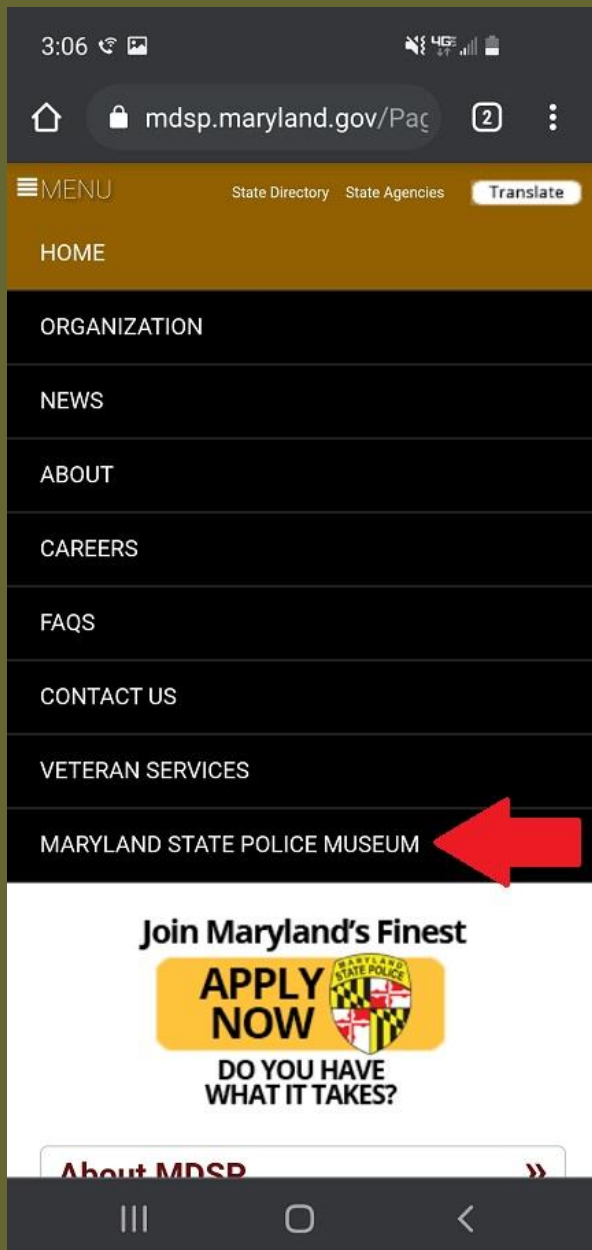 3:06
4GE
mdsp.maryland.gov/Pag
2
MENU
State Directory State Agencies Translate
HOME
ORGANIZATION
NEWS
ABOUT
CAREERS
FAQS
CONTACT US
VETERAN SERVICES
MARYLAND STATE POLICE MUSEUM
Join Maryland's Finest
APPLY
NOW
MARYLAND
STATE POLICE
DO YOU HAVE
WHAT IT TAKES?
About MDSP »